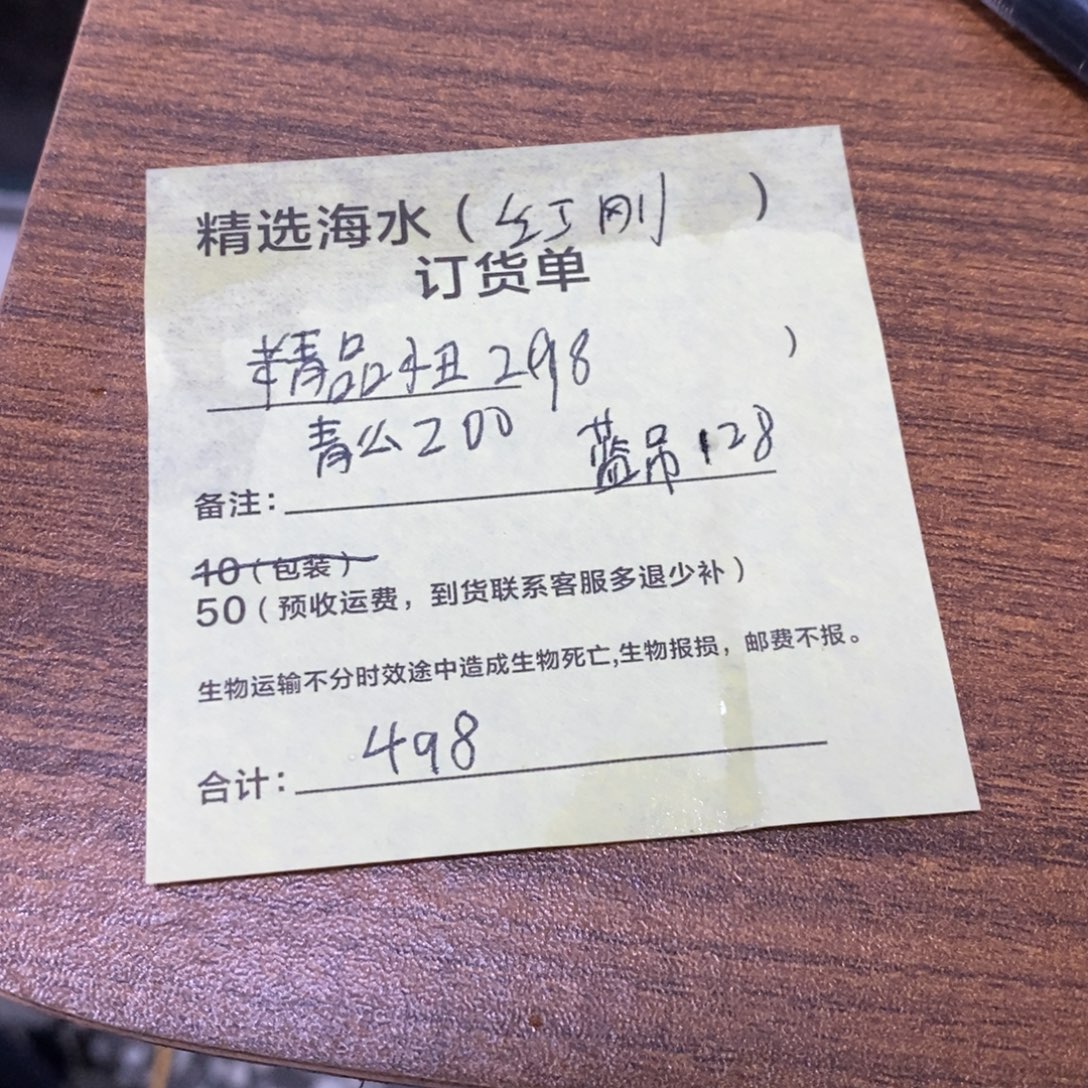 精选海水（红刚）
订货单
精品妞298
青公200 蓝吊128
备注：
10（包装）
50（预收运费，到货联系客服多退少补）
生物运输不分时效途中造成生物死亡,生物报损，邮费不报。
合计：498